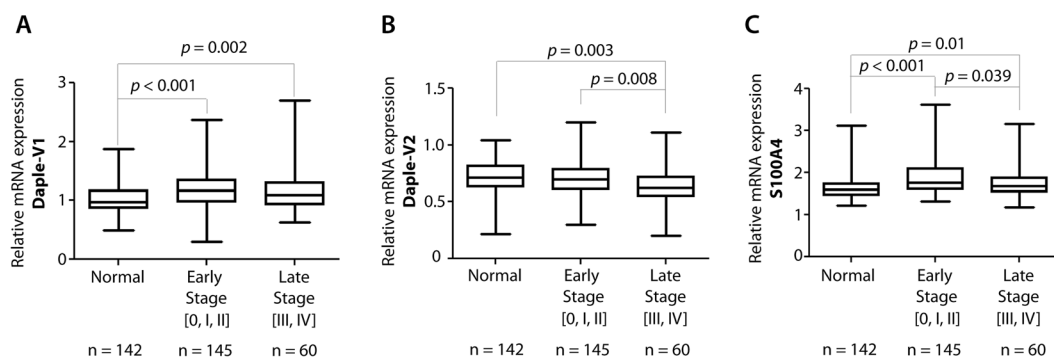 A
p = 0.002
p < 0.001
Relative mRNA expression
Daple-V1
3
2
1
0
Normal
Early
Stage
[0, I, II]
Late
Stage
[III, IV]
n = 142
n = 145
n = 60
B
p = 0.003
p = 0.008
Relative mRNA expression
Daple-V2
1.5
1.0
0.5
0
Normal
Early
Stage
[0, I, II]
Late
Stage
[III, IV]
n = 142
n = 145
n = 60
C
p = 0.01
p < 0.001
p = 0.039
Relative mRNA expression
S100A4
4
3
2
1
0
Normal
Early
Stage
[0, I, II]
Late
Stage
[III, IV]
n = 142
n = 145
n = 60